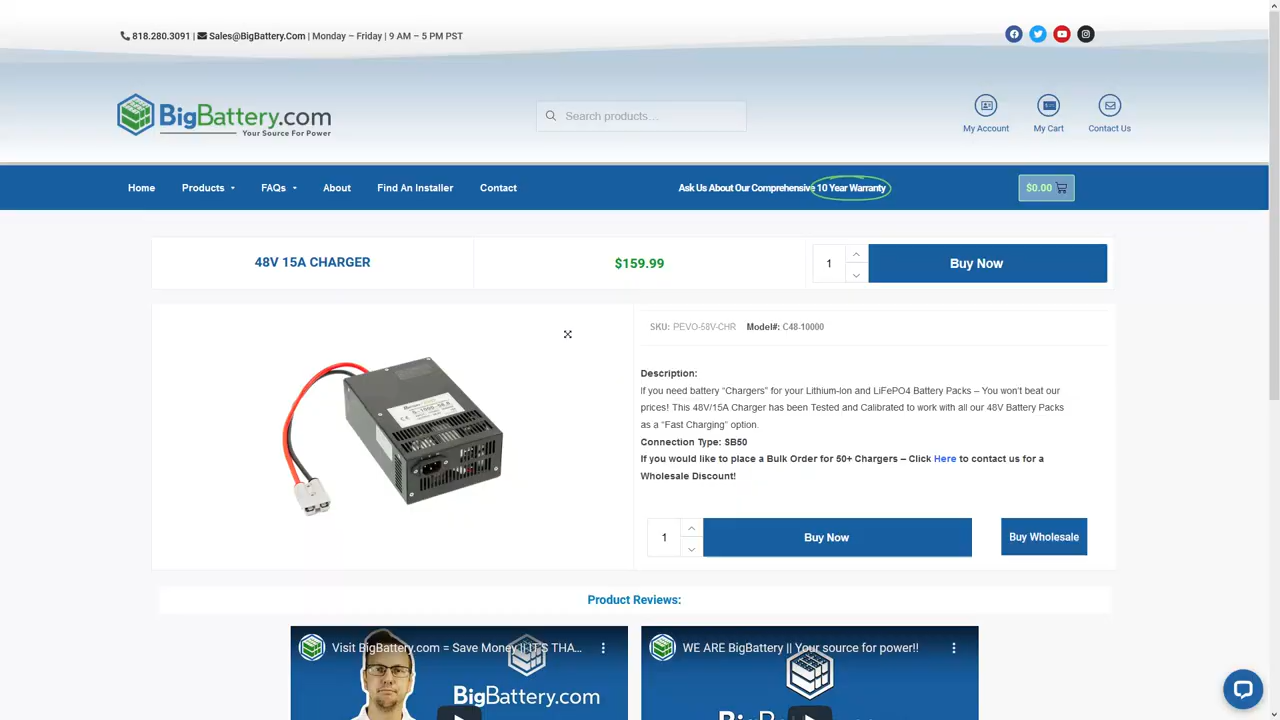 818.280.3091 | Sales@BigBattery.Com | Monday – Friday | 9 AM – 5 PM PST
BigBattery.com
Your Source For Power
Search products...
My Account
My Cart
Contact Us
Home
Products
FAQs
About
Find An Installer
Contact
Ask Us About Our Comprehensive 10 Year Warranty
$0.00
48V 15A CHARGER
$159.99
1
Buy Now
SKU: PEVO-58V-CHR Model#: C48-10000
Description:
If you need battery “Chargers” for your Lithium-Ion and LiFePO4 Battery Packs – You won’t beat our
prices! This 48V/15A Charger has been Tested and Calibrated to work with all our 48V Battery Packs
as a “Fast Charging” option.
Connection Type: SB50
If you would like to place a Bulk Order for 50+ Chargers – Click Here to contact us for a
Wholesale Discount!
1
Buy Now
Buy Wholesale
Product Reviews:
Visit BigBattery.com = Save Money || IT'S THA...
BigBattery.com
WE ARE BigBattery || Your source for power!!